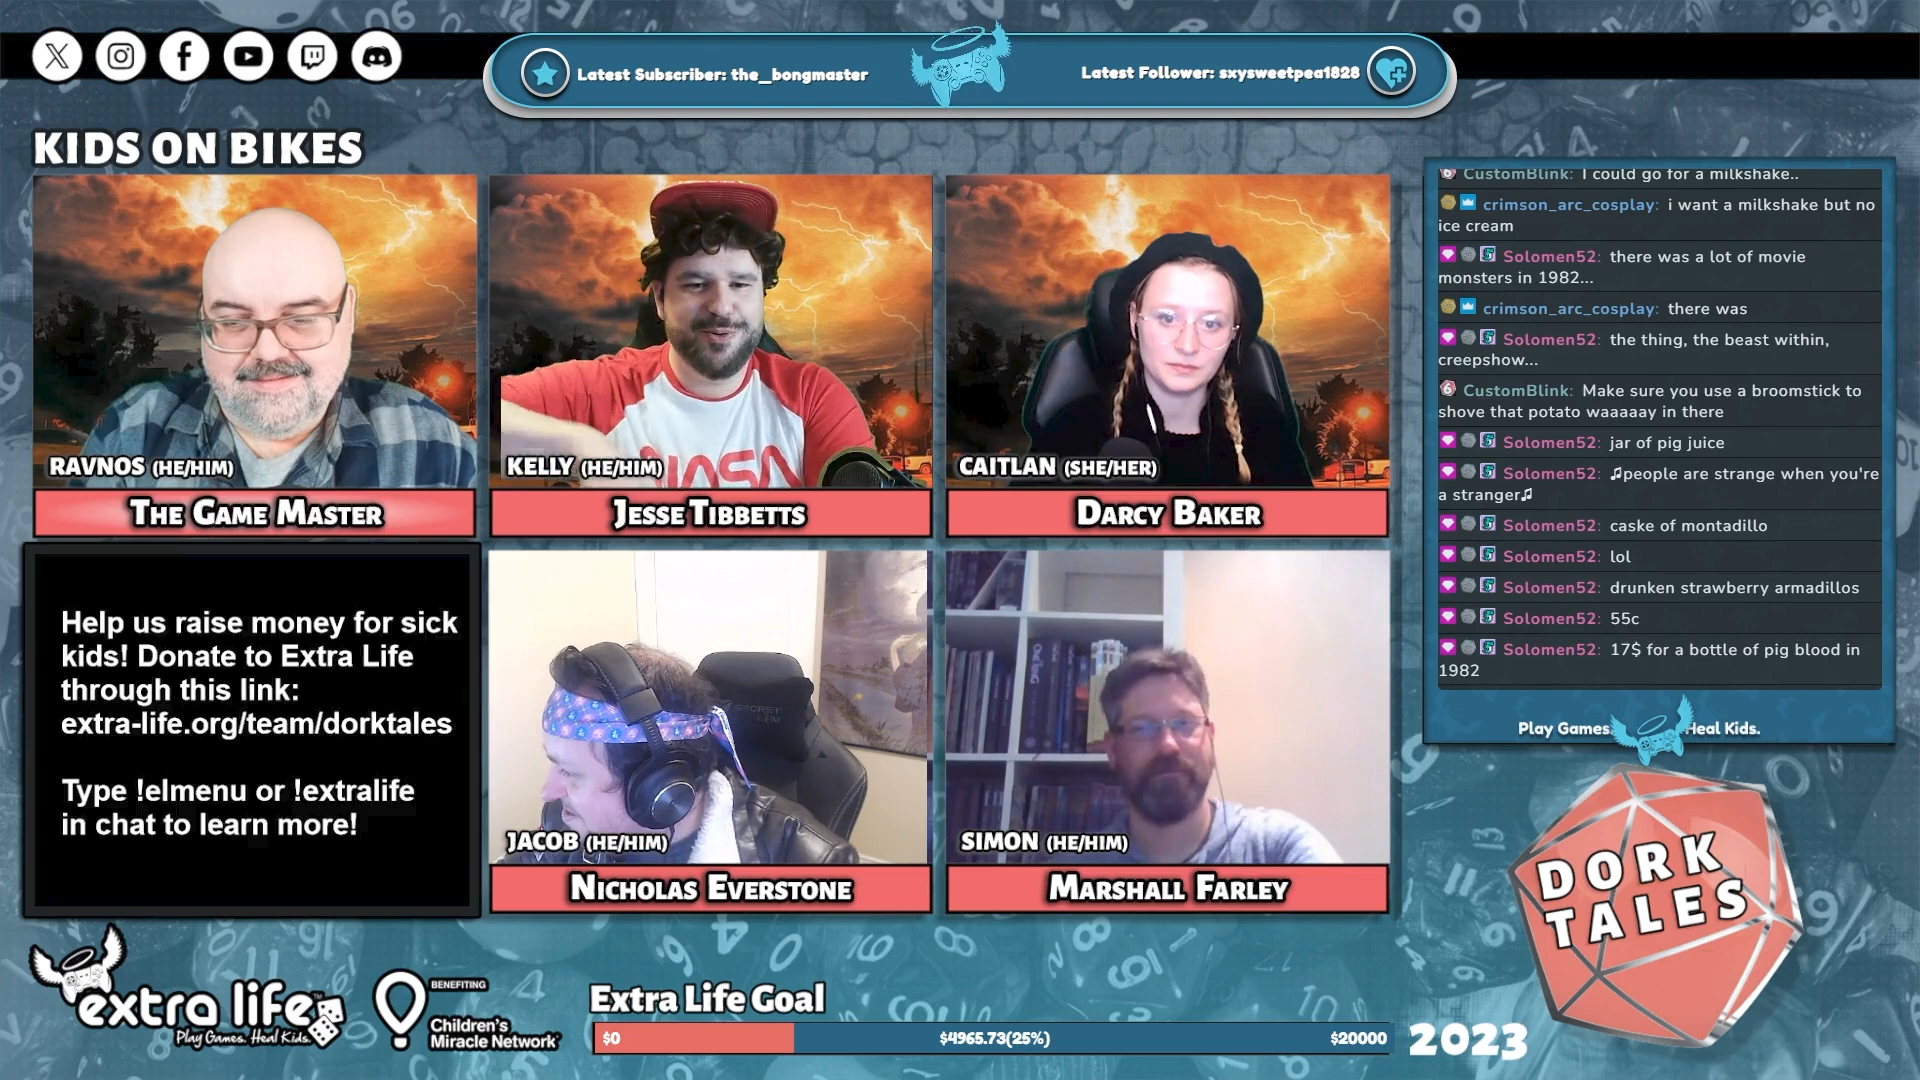 Latest Subscriber: the_bongmaster
Latest Follower: sxysweetpea1828
KIDS ON BIKES
RAVNOS (HE/HIM)
THE GAME MASTER
KELLY (HE/HIM)
NASA
JESSE TIBBETTS
CAITLAN (SHE/HER)
DARCY BAKER
Help us raise money for sick
kids! Donate to Extra Life
through this link:
extra-life.org/team/dorktales
Type !elmenu or !extralife
in chat to learn more!
SECRET
LAB
JACOB (HE/HIM)
NICHOLAS EVERSTONE
SIMON (HE/HIM)
MARSHALL FARLEY
CustomBlink: I could go for a milkshake..
crimson_arc_cosplay: i want a milkshake but no
ice cream
Solomen52: there was a lot of movie
monsters in 1982...
crimson_arc_cosplay: there was
Solomen52: the thing, the beast within,
creepshow...
CustomBlink: Make sure you use a broomstick to
shove that potato waaaaay in there
Solomen52: jar of pig juice
Solomen52: ♫people are strange when you're
a stranger♫
Solomen52: caske of montadillo
Solomen52: lol
Solomen52: drunken strawberry armadillos
Solomen52: 55c
Solomen52: 17$ for a bottle of pig blood in
1982
Play Games. Heal Kids.
DORK
TALES
extra life
Play Games. Heal Kids.
BENEFITING
Children's
Miracle Network
Extra Life Goal
$0
$4965.73(25%)
$20000
2023